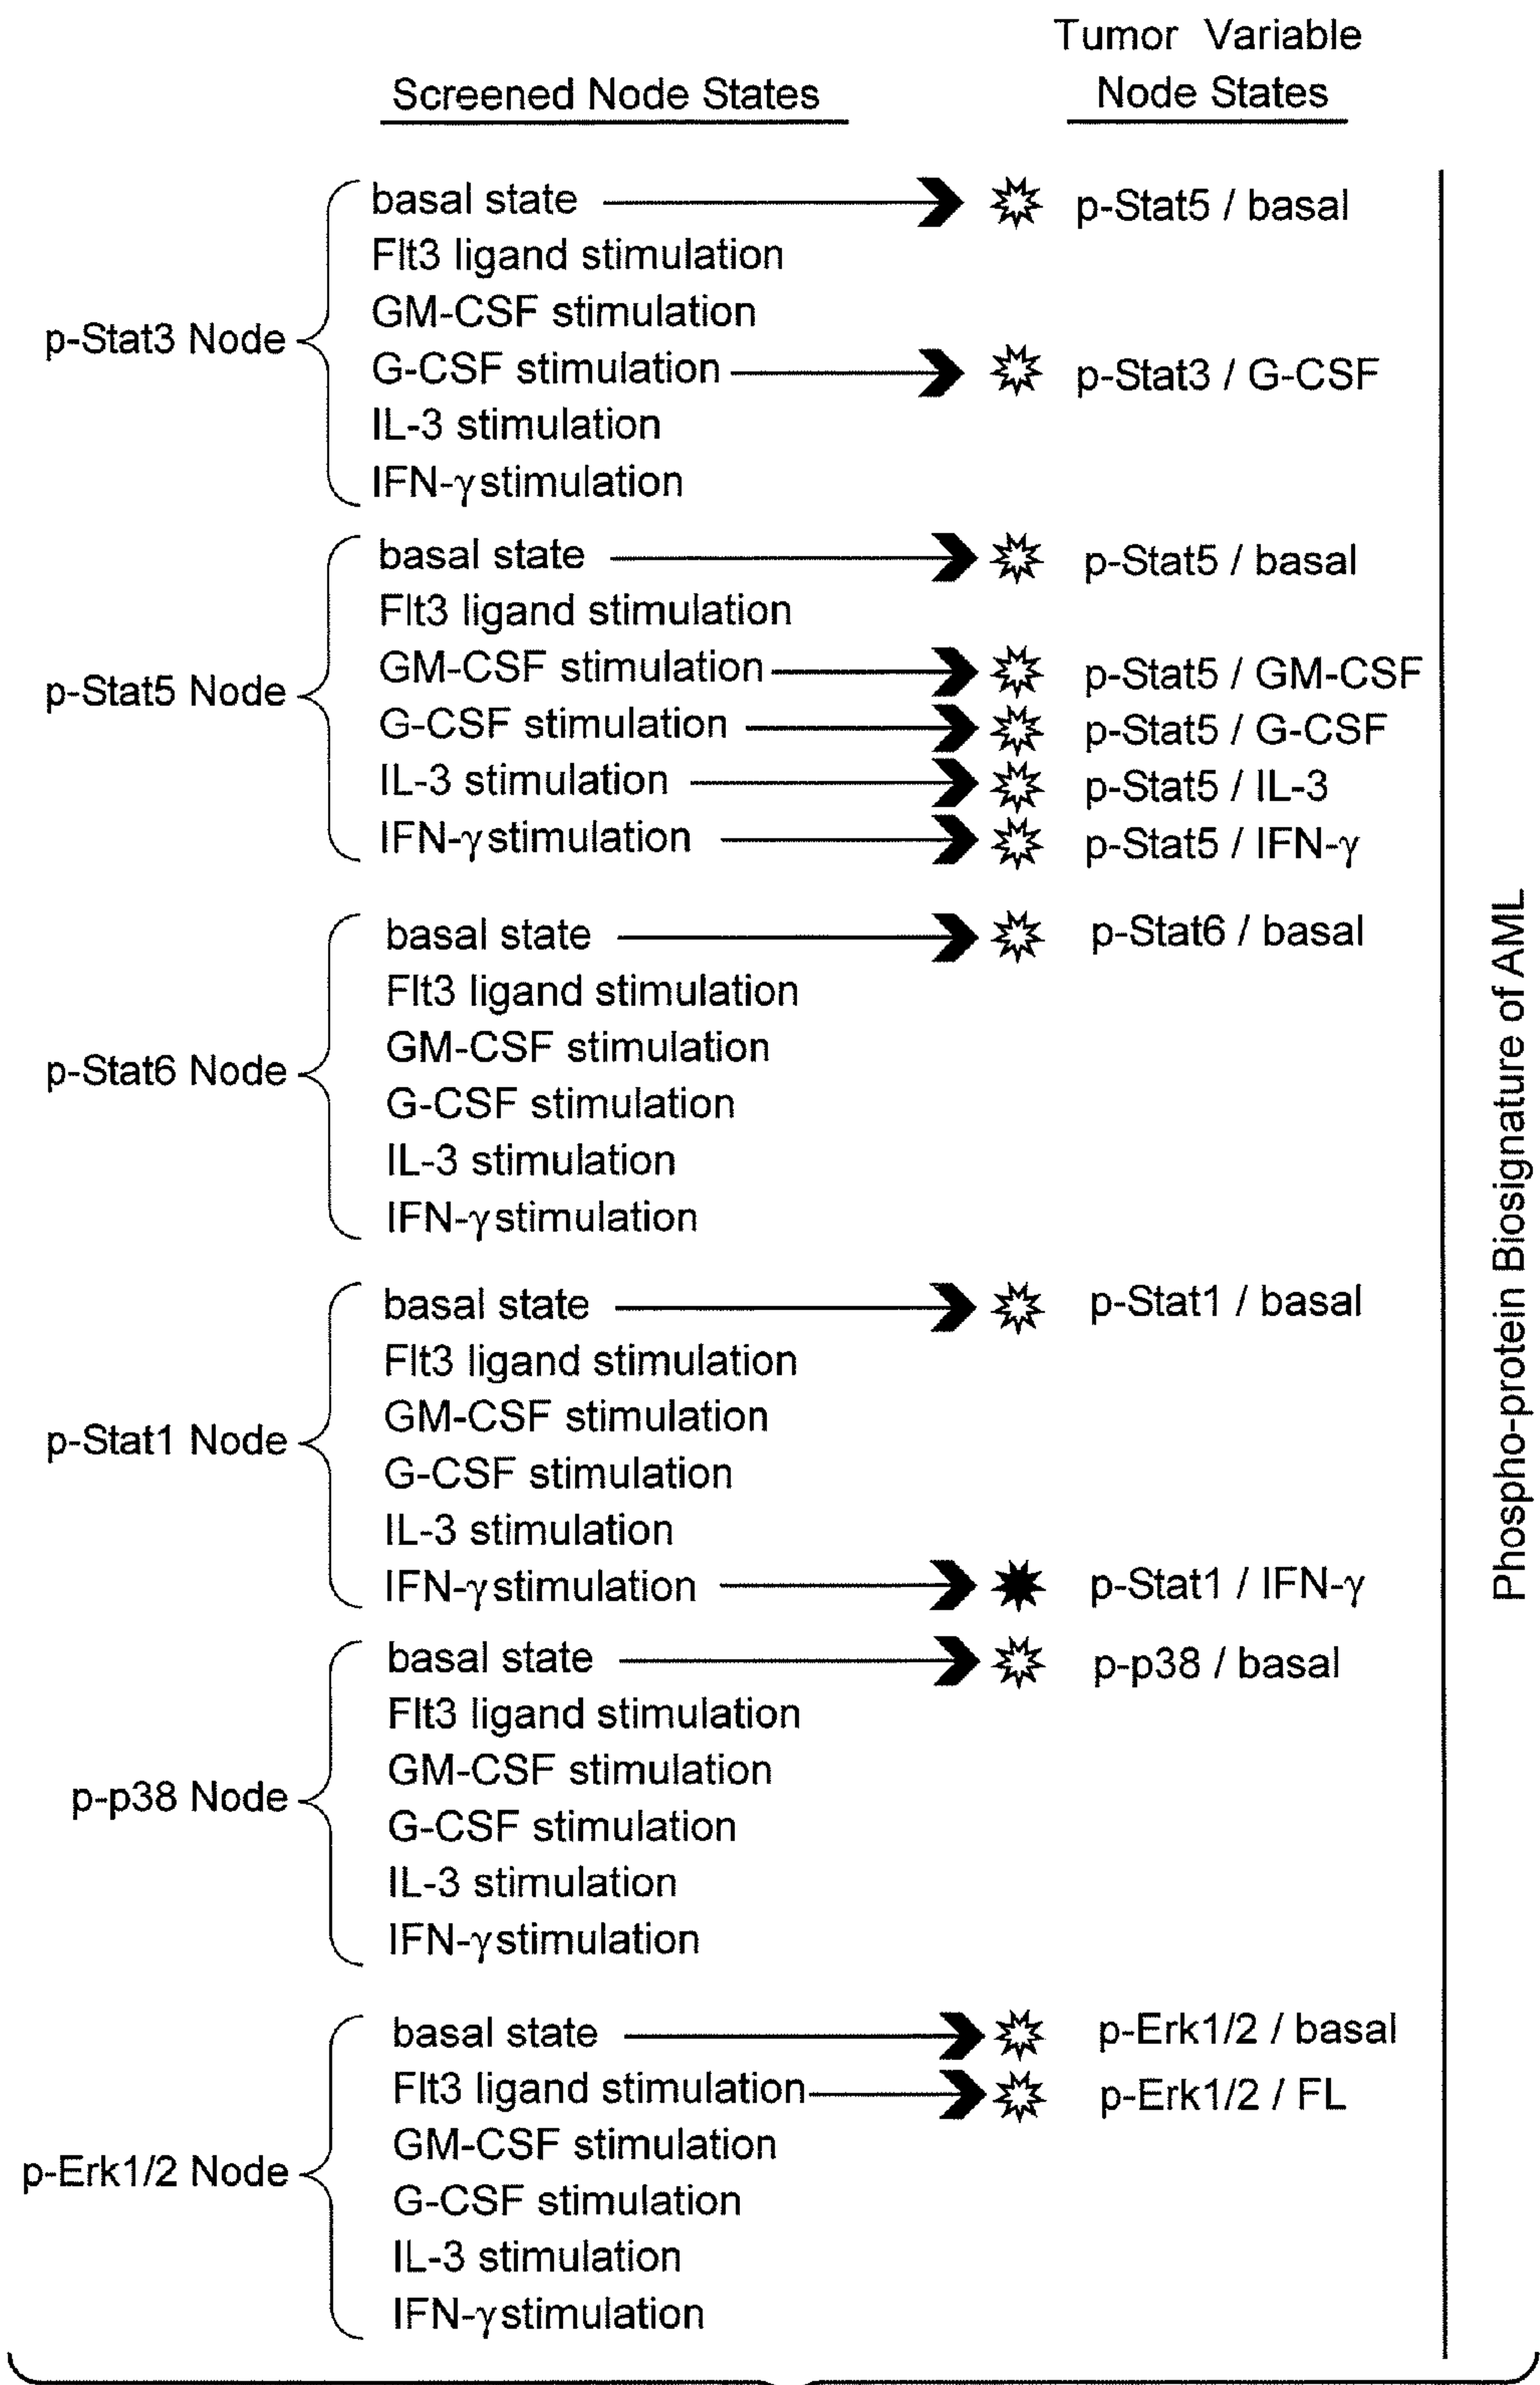 Tumor Variable
Screened Node States
Node States
basal state
p-Stat5 / basal
Flt3 ligand stimulation
GM-CSF stimulation
p-Stat3 Node
G-CSF stimulation
p-Stat3 / G-CSF
IL-3 stimulation
IFN-γ stimulation
basal state
p-Stat5 / basal
Flt3 ligand stimulation
GM-CSF stimulation
p-Stat5 / GM-CSF
p-Stat5 Node
G-CSF stimulation
p-Stat5 / G-CSF
IL-3 stimulation
p-Stat5 / IL-3
IFN-γ stimulation
p-Stat5 / IFN-γ
basal state
p-Stat6 / basal
Flt3 ligand stimulation
GM-CSF stimulation
p-Stat6 Node
G-CSF stimulation
IL-3 stimulation
IFN-γ stimulation
basal state
p-Stat1 / basal
Flt3 ligand stimulation
GM-CSF stimulation
p-Stat1 Node
G-CSF stimulation
IL-3 stimulation
IFN-γ stimulation
p-Stat1 / IFN-γ
basal state
p-p38 / basal
Flt3 ligand stimulation
GM-CSF stimulation
p-p38 Node
G-CSF stimulation
IL-3 stimulation
IFN-γ stimulation
basal state
p-Erk1/2 / basal
Flt3 ligand stimulation
p-Erk1/2 / FL
GM-CSF stimulation
p-Erk1/2 Node
G-CSF stimulation
IL-3 stimulation
IFN-γ stimulation
Phospho-protein Biosignature of AML